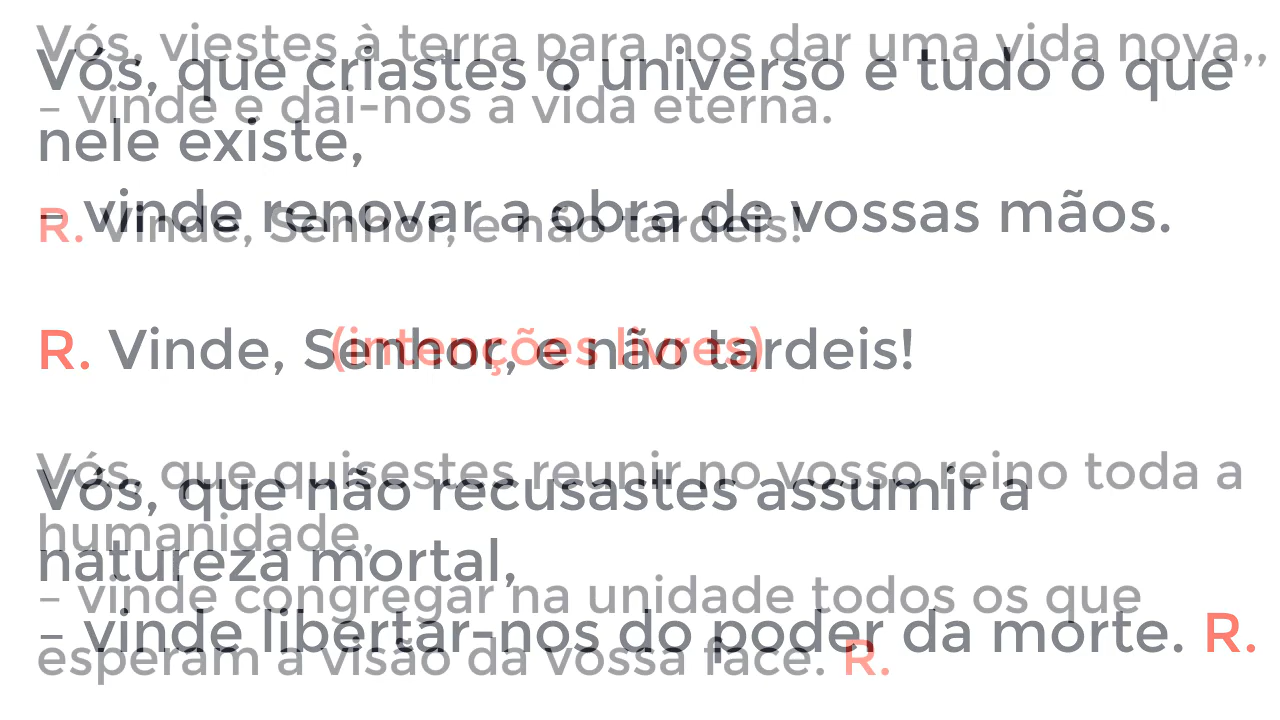 Vós, que criastes o universo e tudo o que
nele existe,
– vinde renovar a obra de vossas mãos.
R. Vinde, Senhor, e não tardeis!
Vós, que não recusastes assumir a
natureza mortal,
– vinde libertar-nos do poder da morte. R.
Vós, viestes à terra para nos dar uma vida nova,,
– vinde e dai-nos a vida eterna.
R. Vinde, Senhor, e não tardeis!
(intenções livres)
Vós, que quisestes reunir no vosso reino toda a
humanidade,
– vinde congregar na unidade todos os que
esperam a visão da vossa face. R.